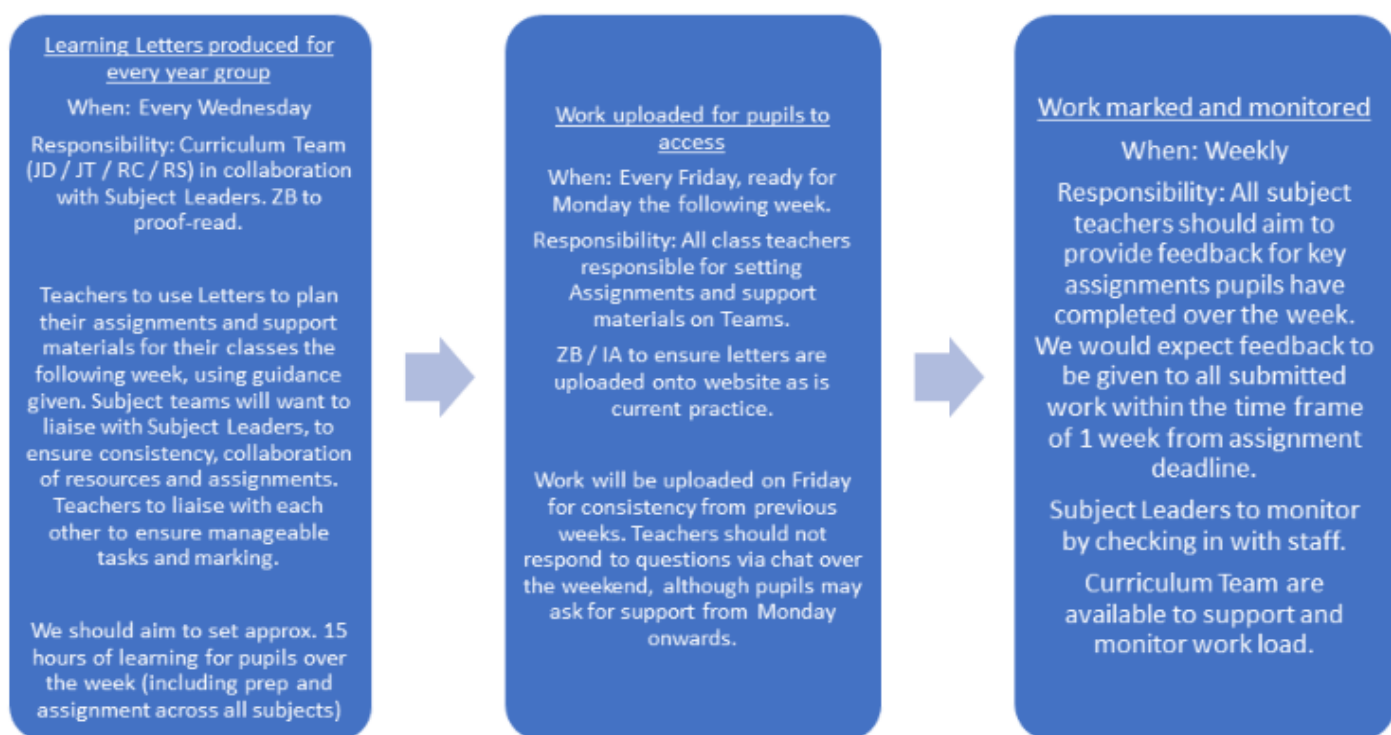 Learning Letters produced for
every year group
When: Every Wednesday
Responsibility: Curriculum Team
(JD / JT / RC / RS) in collaboration
with Subject Leaders. ZB to
proof-read.
Teachers to use Letters to plan
their assignments and support
materials for their classes the
following week, using guidance
given. Subject teams will want to
liaise with Subject Leaders, to
ensure consistency, collaboration
of resources and assignments.
Teachers to liaise with each
other to ensure manageable
tasks and marking.
We should aim to set approx. 15
hours of learning for pupils over
the week (including prep and
assignment across all subjects)
Work uploaded for pupils to
access
When: Every Friday, ready for
Monday the following week.
Responsibility: All class teachers
responsible for setting
Assignments and support
materials on Teams.
ZB / IA to ensure letters are
uploaded onto website as is
current practice.
Work will be uploaded on Friday
for consistency from previous
weeks. Teachers should not
respond to questions via chat over
the weekend, although pupils may
ask for support from Monday
onwards.
Work marked and monitored
When: Weekly
Responsibility: All subject
teachers should aim to
provide feedback for key
assignments pupils have
completed over the week.
We would expect feedback to
be given to all submitted
work within the time frame
of 1 week from assignment
deadline.
Subject Leaders to monitor
by checking in with staff.
Curriculum Team are
available to support and
monitor work load.